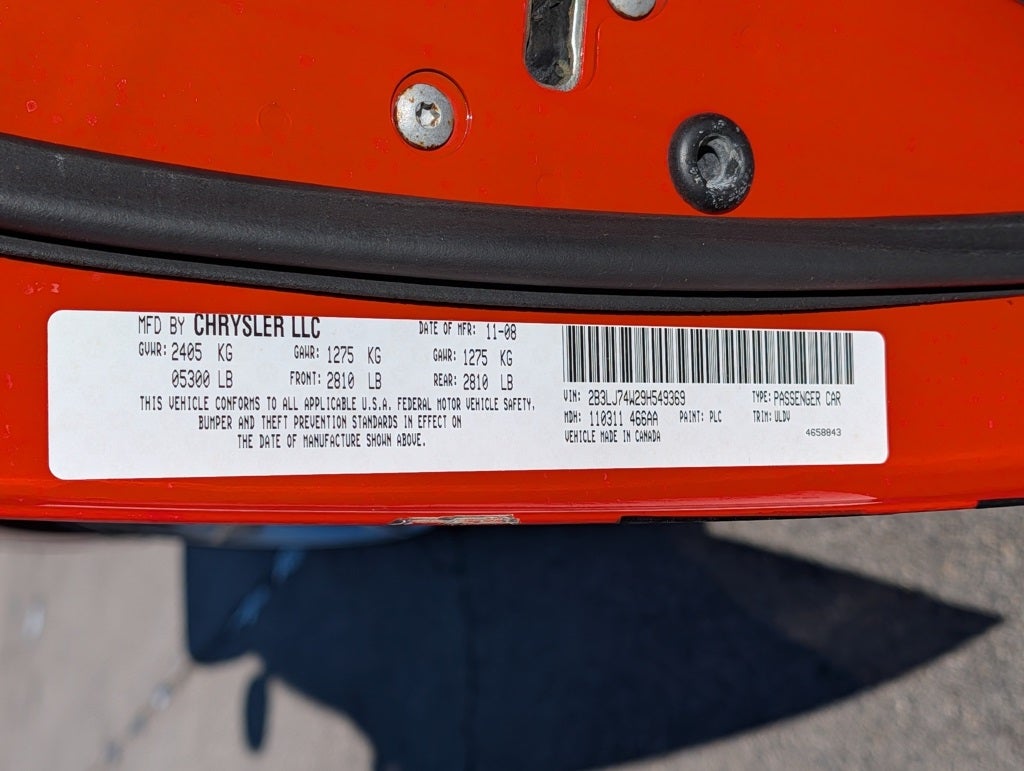 MFD BY CHRYSLER LLC DATE OF MFR: 11-08
GVWR: 2405 KG GAWR: 1275 KG GAWR: 1275 KG
05300 LB FRONT: 2810 LB REAR: 2810 LB
THIS VEHICLE CONFORMS TO ALL APPLICABLE U.S.A. FEDERAL MOTOR VEHICLE SAFETY,
BUMPER AND THEFT PREVENTION STANDARDS IN EFFECT ON
THE DATE OF MANUFACTURE SHOWN ABOVE.
VIN: 2B3LJ74W29H549369 TYPE: PASSENGER CAR
MDH: 110311 466AA PAINT: PLC TRIM: ULDV
VEHICLE MADE IN CANADA 4658843